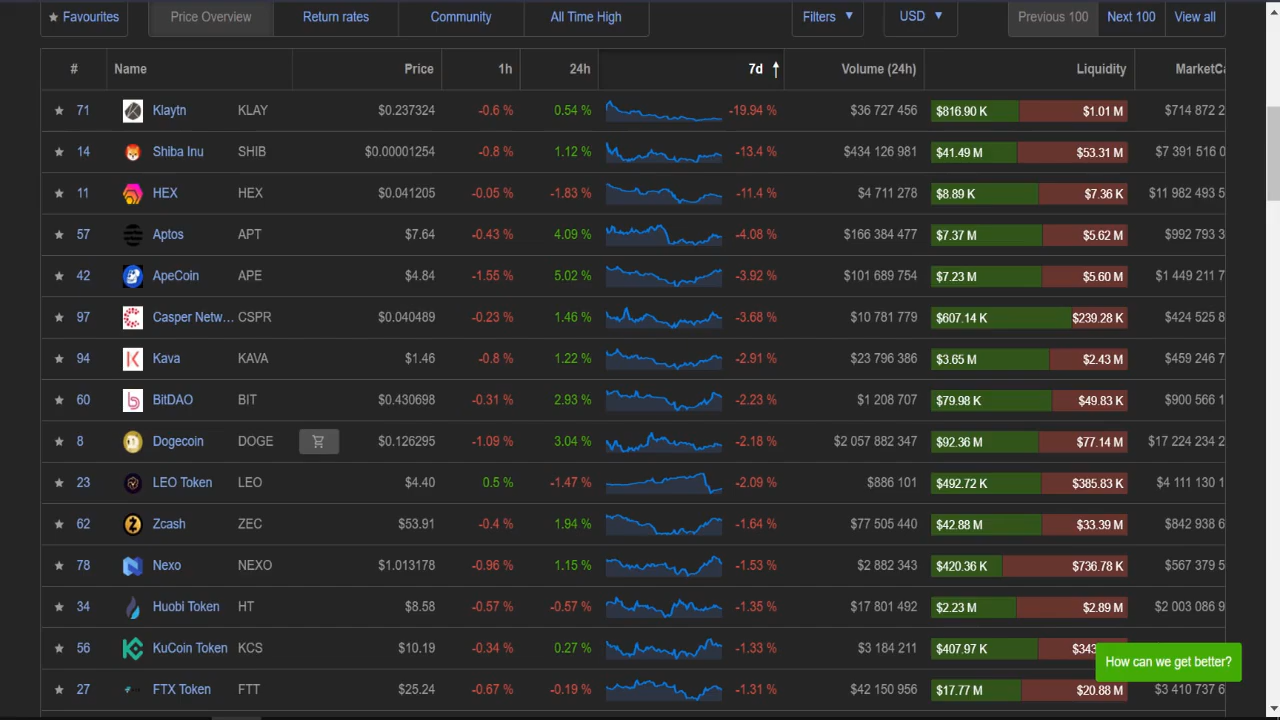 ★ Favourites Price Overview Return rates Community All Time High Filters ▼ USD ▼ Previous 100 Next 100 View all
# Name Price 1h 24h 7d ↑ Volume (24h) Liquidity MarketCa
★ 71 Klaytn KLAY $0.237324 -0.6 % 0.54 % -19.94 % $36 727 456 $816.90 K $1.01 M $714 872 2
★ 14 Shiba Inu SHIB $0.00001254 -0.8 % 1.12 % -13.4 % $434 126 981 $41.49 M $53.31 M $7 391 516 0
★ 11 HEX HEX $0.041205 -0.05 % -1.83 % -11.4 % $4 711 278 $8.89 K $7.36 K $11 982 493 5
★ 57 Aptos APT $7.64 -0.43 % 4.09 % -4.08 % $166 384 477 $7.37 M $5.62 M $992 793 3
★ 42 ApeCoin APE $4.84 -1.55 % 5.02 % -3.92 % $101 689 754 $7.23 M $5.60 M $1 449 211 7
★ 97 Casper Netw... CSPR $0.040489 -0.23 % 1.46 % -3.68 % $10 781 779 $607.14 K $239.28 K $424 525 8
★ 94 Kava KAVA $1.46 -0.8 % 1.22 % -2.91 % $23 796 386 $3.65 M $2.43 M $459 246 7
★ 60 BitDAO BIT $0.430698 -0.31 % 2.93 % -2.23 % $1 208 707 $79.98 K $49.83 K $900 566 1
★ 8 Dogecoin DOGE $0.126295 -1.09 % 3.04 % -2.18 % $2 057 882 347 $92.36 M $77.14 M $17 224 234 2
★ 23 LEO Token LEO $4.40 0.5 % -1.47 % -2.09 % $886 101 $492.72 K $385.83 K $4 111 130 1
★ 62 Zcash ZEC $53.91 -0.4 % 1.94 % -1.64 % $77 505 440 $42.88 M $33.39 M $842 938 6
★ 78 Nexo NEXO $1.013178 -0.96 % 1.15 % -1.53 % $2 882 343 $420.36 K $736.78 K $567 379 5
★ 34 Huobi Token HT $8.58 -0.57 % -0.57 % -1.35 % $17 801 492 $2.23 M $2.89 M $2 003 086 9
★ 56 KuCoin Token KCS $10.19 -0.34 % 0.27 % -1.33 % $3 184 211 $407.97 K $343
How can we get better?
★ 27 FTX Token FTT $25.24 -0.67 % -0.19 % -1.31 % $42 150 956 $17.77 M $20.88 M $3 410 737 6